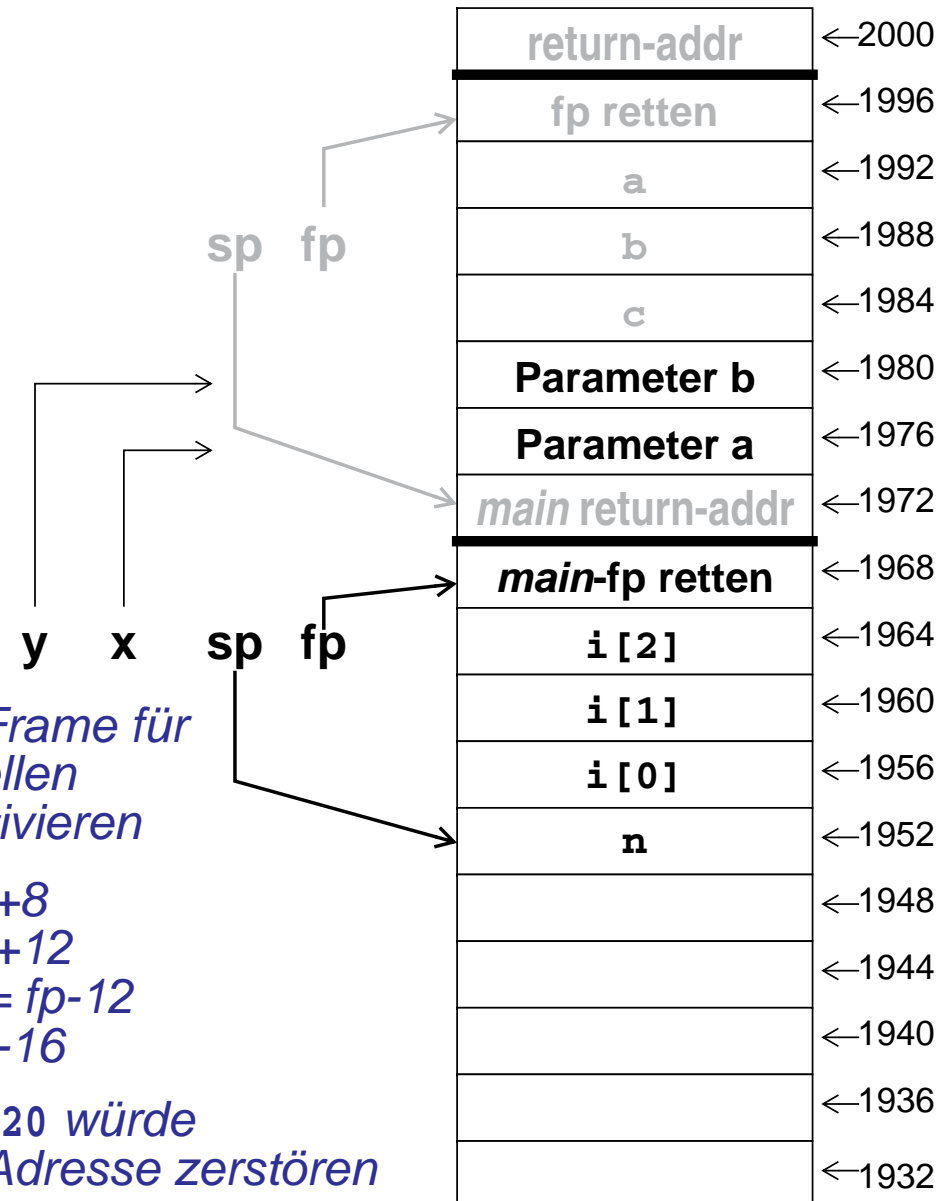 return-addr ←2000
fp retten ←1996
a ←1992
sp fp b ←1988
c ←1984
Parameter b ←1980
Parameter a ←1976
main return-addr ←1972
main-fp retten ←1968
y x sp fp i[2] ←1964
i[1] ←1960
i[0] ←1956
n ←1952
←1948
←1944
←1940
←1936
←1932
Frame für
ellen
ivieren
+8
+12
= fp-12
-16
20 würde
Adresse zerstören